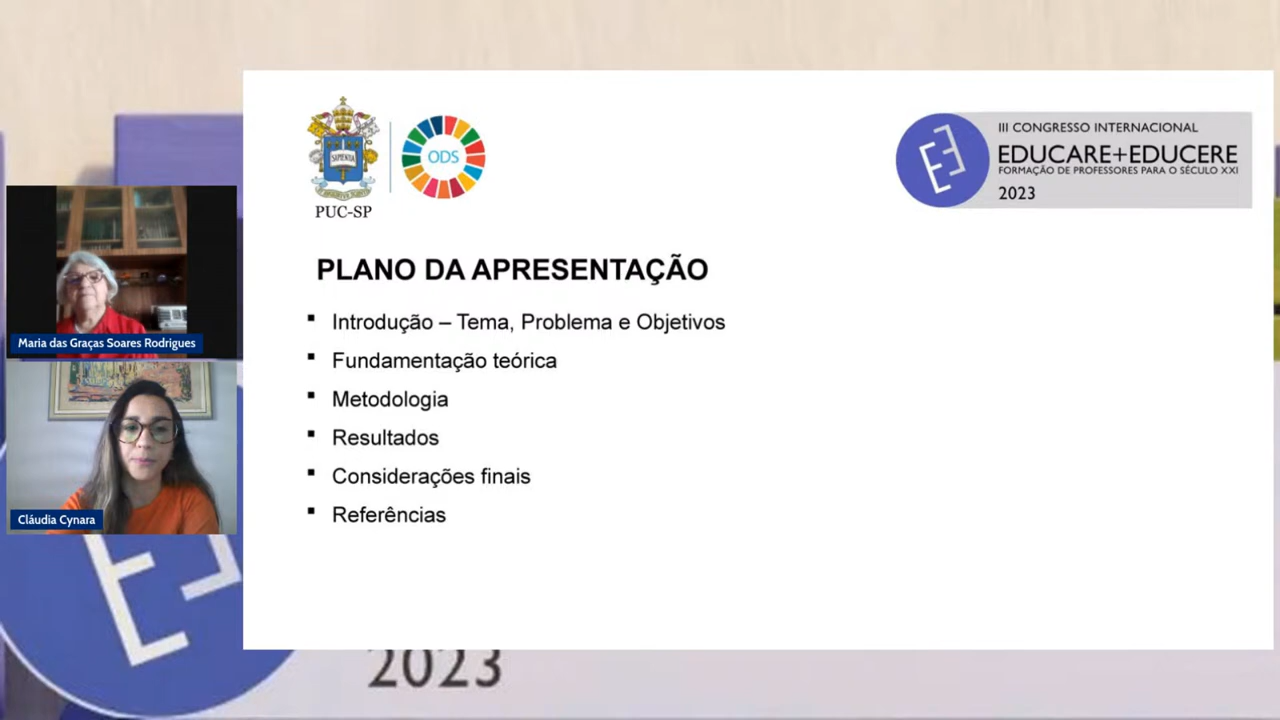 SAPIENTIA
PUC-SP
ODS
III CONGRESSO INTERNACIONAL
EDUCARE+EDUCERE
FORMAÇÃO DE PROFESSORES PARA O SÉCULO XXI
2023
PLANO DA APRESENTAÇÃO
Introdução – Tema, Problema e Objetivos
Fundamentação teórica
Metodologia
Resultados
Considerações finais
Referências
Maria das Graças Soares Rodrigues
Cláudia Cynara
2023